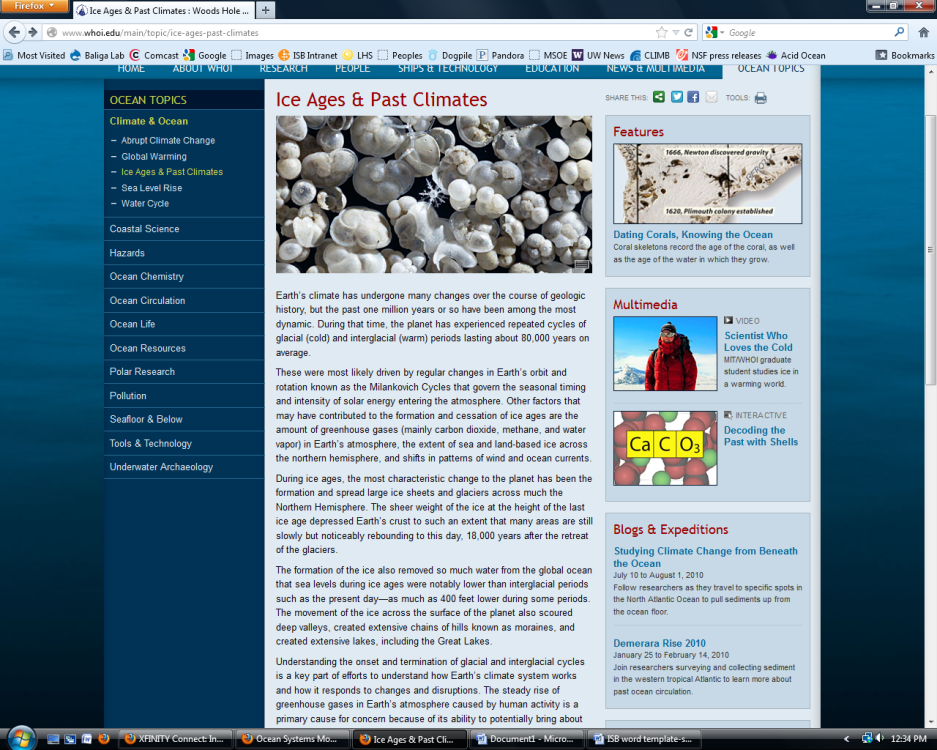 Firefox
Ice Ages & Past Climates : Woods Hole ...
www.whoi.edu/main/topic/ice-ages-past-climates
Google
Most Visited Baliga Lab Comcast Google Images ISB Intranet LHS Peoples Dogpile Pandora MSOE UW News CLIMB NSF press releases Acid Ocean Bookmarks
HOME ABOUT WHOI RESEARCH PEOPLE SHIPS & TECHNOLOGY EDUCATION NEWS & MULTIMEDIA OCEAN TOPICS
OCEAN TOPICS
Climate & Ocean
– Abrupt Climate Change
– Global Warming
– Ice Ages & Past Climates
– Sea Level Rise
– Water Cycle
Coastal Science
Hazards
Ocean Chemistry
Ocean Circulation
Ocean Life
Ocean Resources
Polar Research
Pollution
Seafloor & Below
Tools & Technology
Underwater Archaeology
Ice Ages & Past Climates
Earth's climate has undergone many changes over the course of geologic
history, but the past one million years or so have been among the most
dynamic. During that time, the planet has experienced repeated cycles of
glacial (cold) and interglacial (warm) periods lasting about 80,000 years on
average.
These were most likely driven by regular changes in Earth's orbit and
rotation known as the Milankovich Cycles that govern the seasonal timing
and intensity of solar energy entering the atmosphere. Other factors that
may have contributed to the formation and cessation of ice ages are the
amount of greenhouse gases (mainly carbon dioxide, methane, and water
vapor) in Earth's atmosphere, the extent of sea and land-based ice across
the northern hemisphere, and shifts in patterns of wind and ocean currents.
During ice ages, the most characteristic change to the planet has been the
formation and spread large ice sheets and glaciers across much the
Northern Hemisphere. The sheer weight of the ice at the height of the last
ice age depressed Earth's crust to such an extent that many areas are still
slowly but noticeably rebounding to this day, 18,000 years after the retreat
of the glaciers.
The formation of the ice also removed so much water from the global ocean
that sea levels during ice ages were notably lower than interglacial periods
such as the present day—as much as 400 feet lower during some periods.
The movement of the ice across the surface of the planet also scoured
deep valleys, created extensive chains of hills known as moraines, and
created extensive lakes, including the Great Lakes.
Understanding the onset and termination of glacial and interglacial cycles
is a key part of efforts to understand how Earth's climate system works
and how it responds to changes and disruptions. The steady rise of
greenhouse gases in Earth's atmosphere caused by human activity is a
primary cause for concern because of its ability to potentially bring about
SHARE THIS: TOOLS:
Features
1666, Newton discovered gravity
1620, Plimouth colony established
Dating Corals, Knowing the Ocean
Coral skeletons record the age of the coral, as well
as the age of the water in which they grow.
Multimedia
VIDEO
Scientist Who
Loves the Cold
MIT/WHOI graduate
student studies ice in
a warming world.
Ca C O3
INTERACTIVE
Decoding the
Past with Shells
Blogs & Expeditions
Studying Climate Change from Beneath
the Ocean
July 10 to August 1, 2010
Follow researchers as they travel to specific spots in
the North Atlantic Ocean to pull sediments up from
the ocean floor.
Demerara Rise 2010
January 25 to February 14, 2010
Join researchers surveying and collecting sediment
in the western tropical Atlantic to learn more about
past ocean circulation.
XFINITY Connect: In... Ocean Systems Mo... Ice Ages & Past Cli... Document1 - Micro... ISB word template-s... 12:34 PM